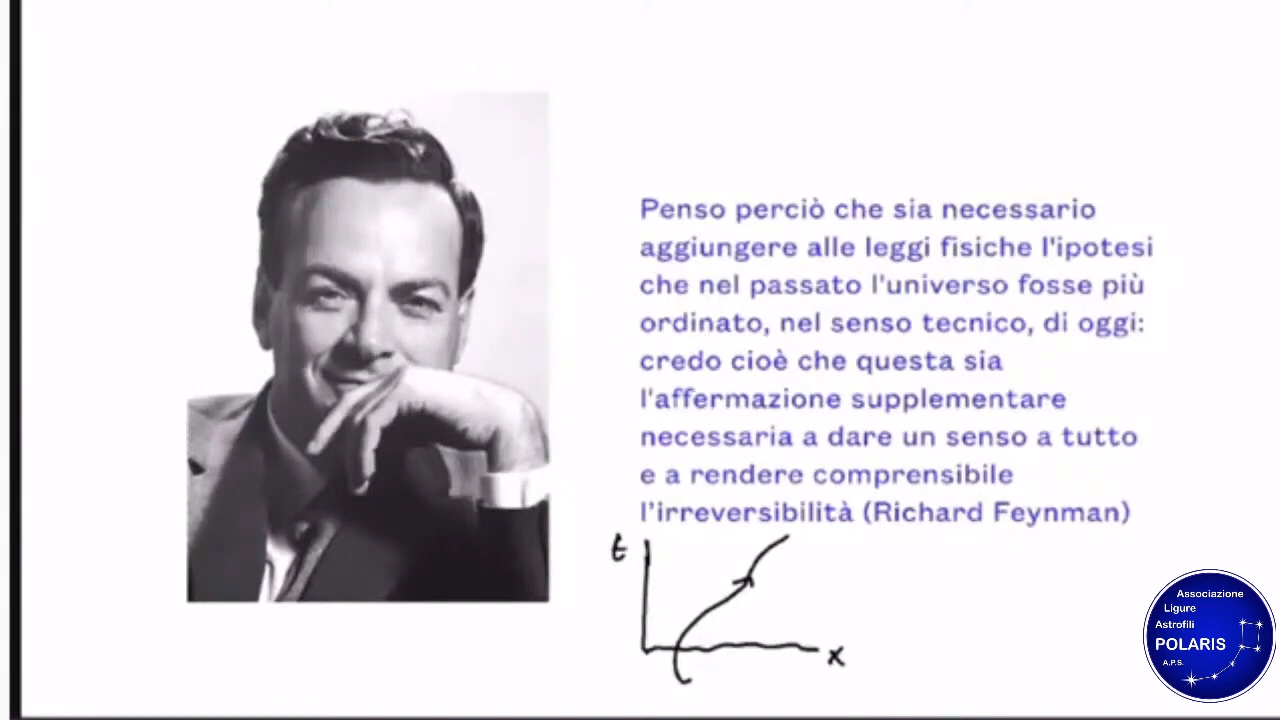 Penso perciò che sia necessario
aggiungere alle leggi fisiche l'ipotesi
che nel passato l'universo fosse più
ordinato, nel senso tecnico, di oggi:
credo cioè che questa sia
l'affermazione supplementare
necessaria a dare un senso a tutto
e a rendere comprensibile
l'irreversibilità (Richard Feynman)
t
x
Associazione
Ligure
Astrofili
POLARIS
A.P.S.